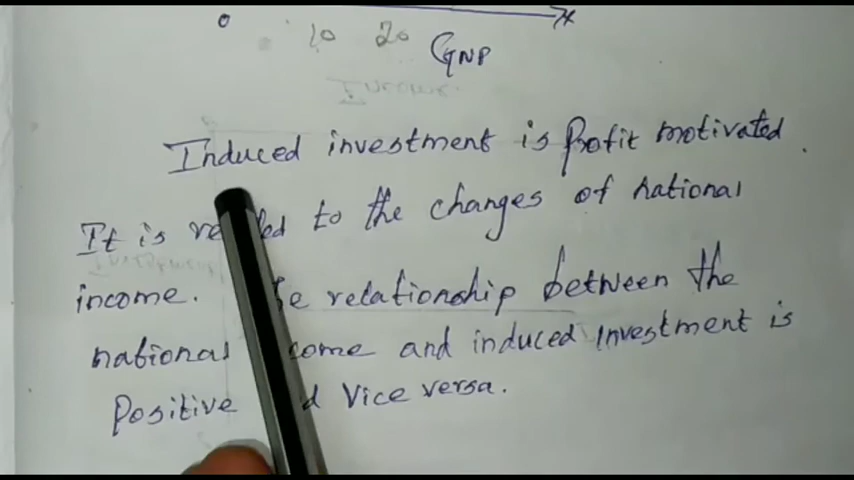 0 10 20 X
GNP
Induced investment is profit motivated.
It is to the changes of national
income. relationship between the
national and induced investment is
Positive Vice versa.